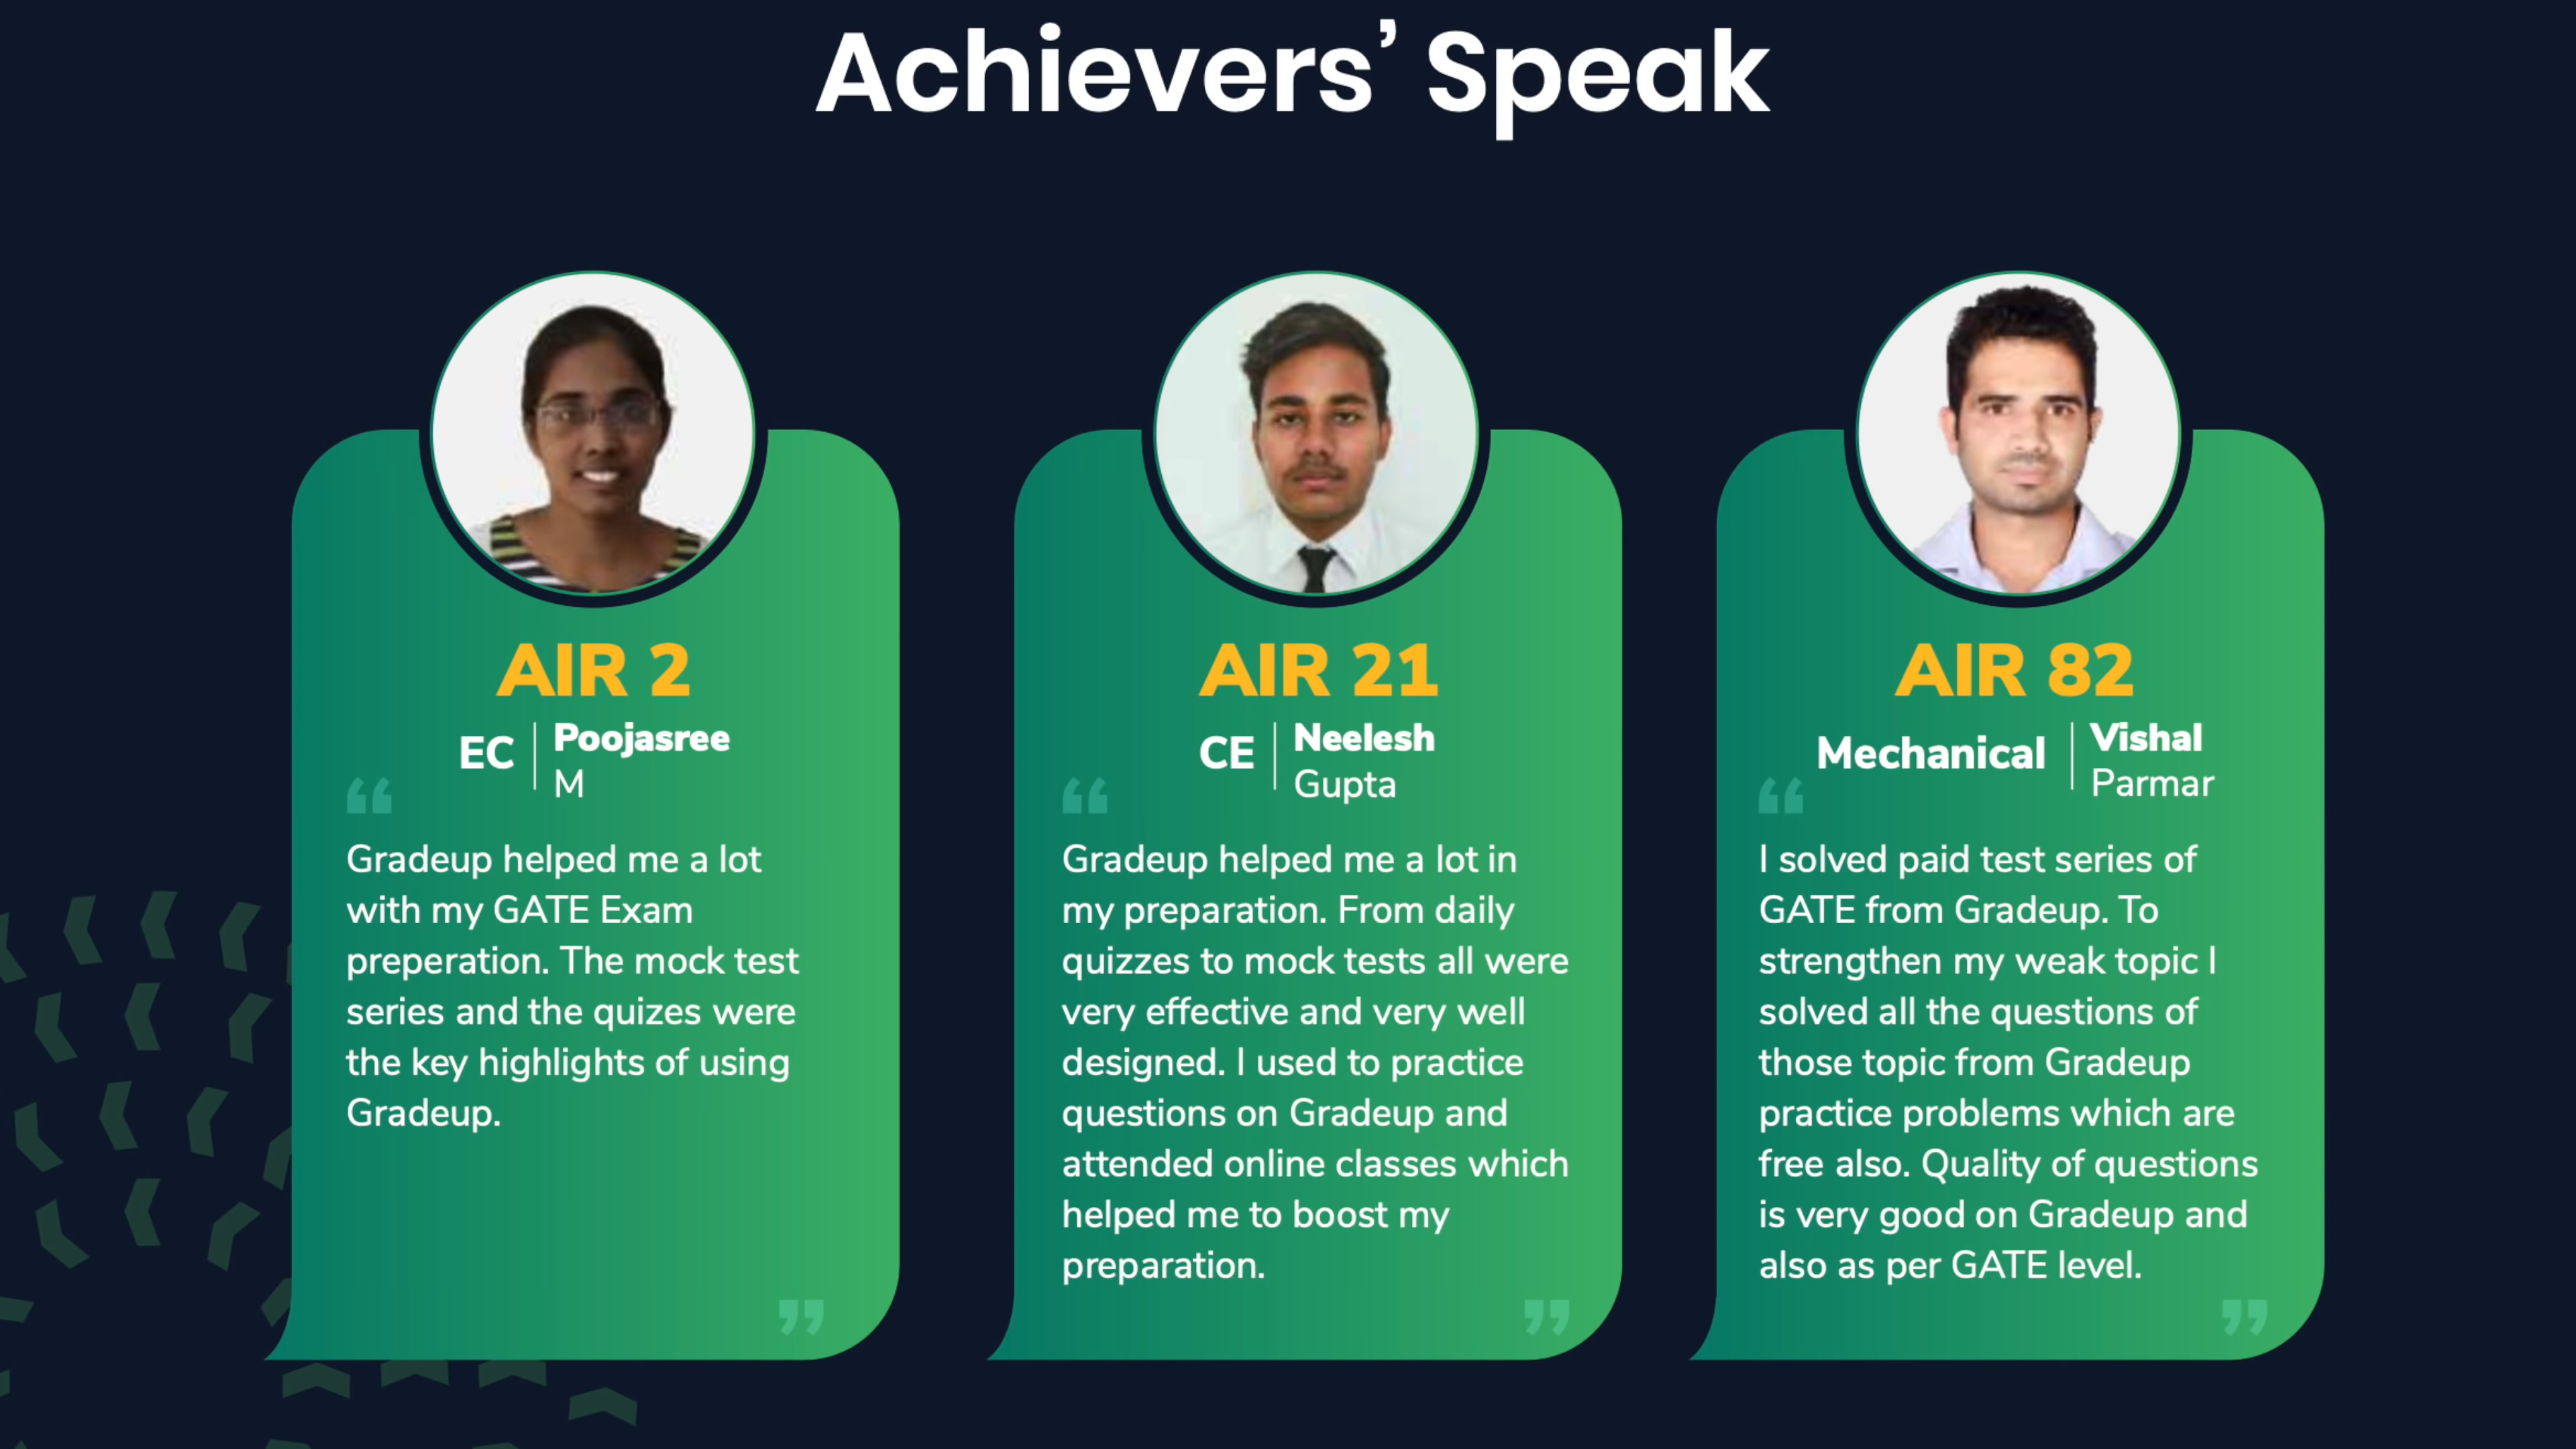 Achievers’ Speak
AIR 2
EC
Poojasree
M
“
Gradeup helped me a lot
with my GATE Exam
preperation. The mock test
series and the quizes were
the key highlights of using
Gradeup.
”
AIR 21
CE
Neelesh
Gupta
“
Gradeup helped me a lot in
my preparation. From daily
quizzes to mock tests all were
very effective and very well
designed. I used to practice
questions on Gradeup and
attended online classes which
helped me to boost my
preparation.
”
AIR 82
Mechanical
Vishal
Parmar
“
I solved paid test series of
GATE from Gradeup. To
strengthen my weak topic I
solved all the questions of
those topic from Gradeup
practice problems which are
free also. Quality of questions
is very good on Gradeup and
also as per GATE level.
”